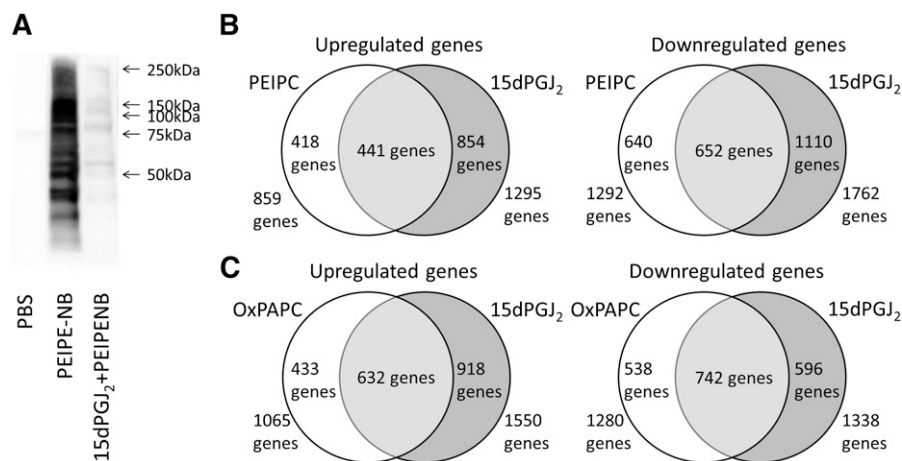 A
250kDa
150kDa
100kDa
75kDa
50kDa
PBS
PEIPE-NB
15dPGJ2+PEIPENB
B
Upregulated genes
PEIPC
15dPGJ2
418
genes
441 genes
854
genes
859
genes
1295
genes
Downregulated genes
PEIPC
15dPGJ2
640
genes
652 genes
1110
genes
1292
genes
1762
genes
C
Upregulated genes
OxPAPC
15dPGJ2
433
genes
632 genes
918
genes
1065
genes
1550
genes
Downregulated genes
OxPAPC
15dPGJ2
538
genes
742 genes
596
genes
1280
genes
1338
genes